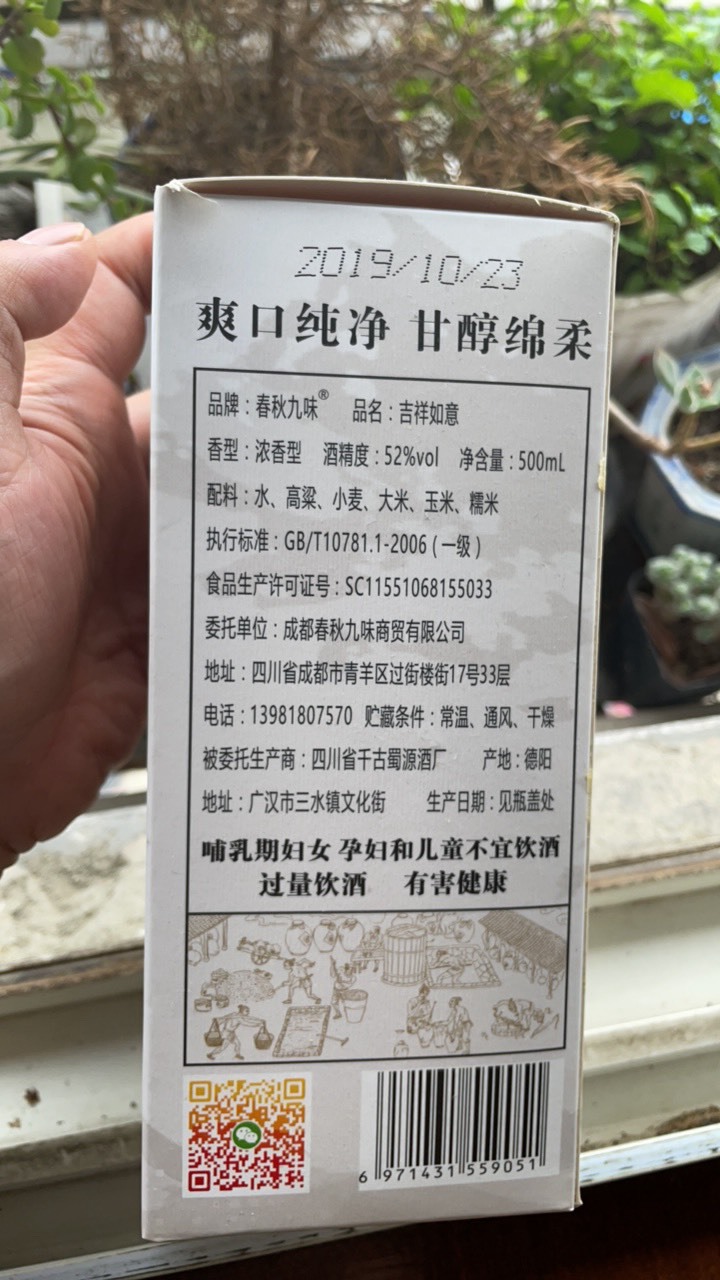 2019/10/23
爽口纯净 甘醇绵柔
品牌：春秋九味® 品名：吉祥如意
香型：浓香型 酒精度：52%vol 净含量：500mL
配料：水、高粱、小麦、大米、玉米、糯米
执行标准：GB/T10781.1-2006（一级）
食品生产许可证号：SC11551068155033
委托单位：成都春秋九味商贸有限公司
地址：四川省成都市青羊区过街楼街17号33层
电话：13981807570 贮藏条件：常温、通风、干燥
被委托生产商：四川省千古蜀源酒厂 产地：德阳
地址：广汉市三水镇文化街 生产日期：见瓶盖处
哺乳期妇女 孕妇和儿童不宜饮酒
过量饮酒 有害健康
6 971431 559051